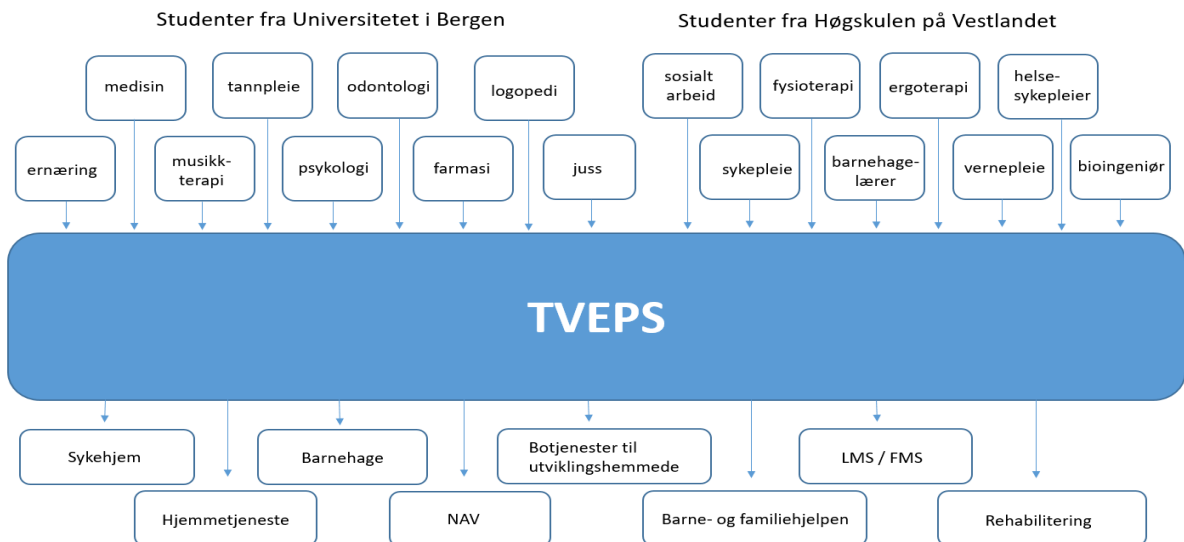 Studenter fra Universitetet i Bergen
Studenter fra Høgskulen på Vestlandet
medisin
tannpleie
odontologi
logopedi
sosialt
arbeid
fysioterapi
ergoterapi
helse-
sykepleier
ernæring
musikk-
terapi
psykologi
farmasi
juss
sykepleie
barnehage-
lærer
vernepleie
bioingeniør
TVEPS
Sykehjem
Barnehage
Botjenester til
utviklingshemmede
LMS / FMS
Hjemmetjeneste
NAV
Barne- og familiehjelpen
Rehabilitering